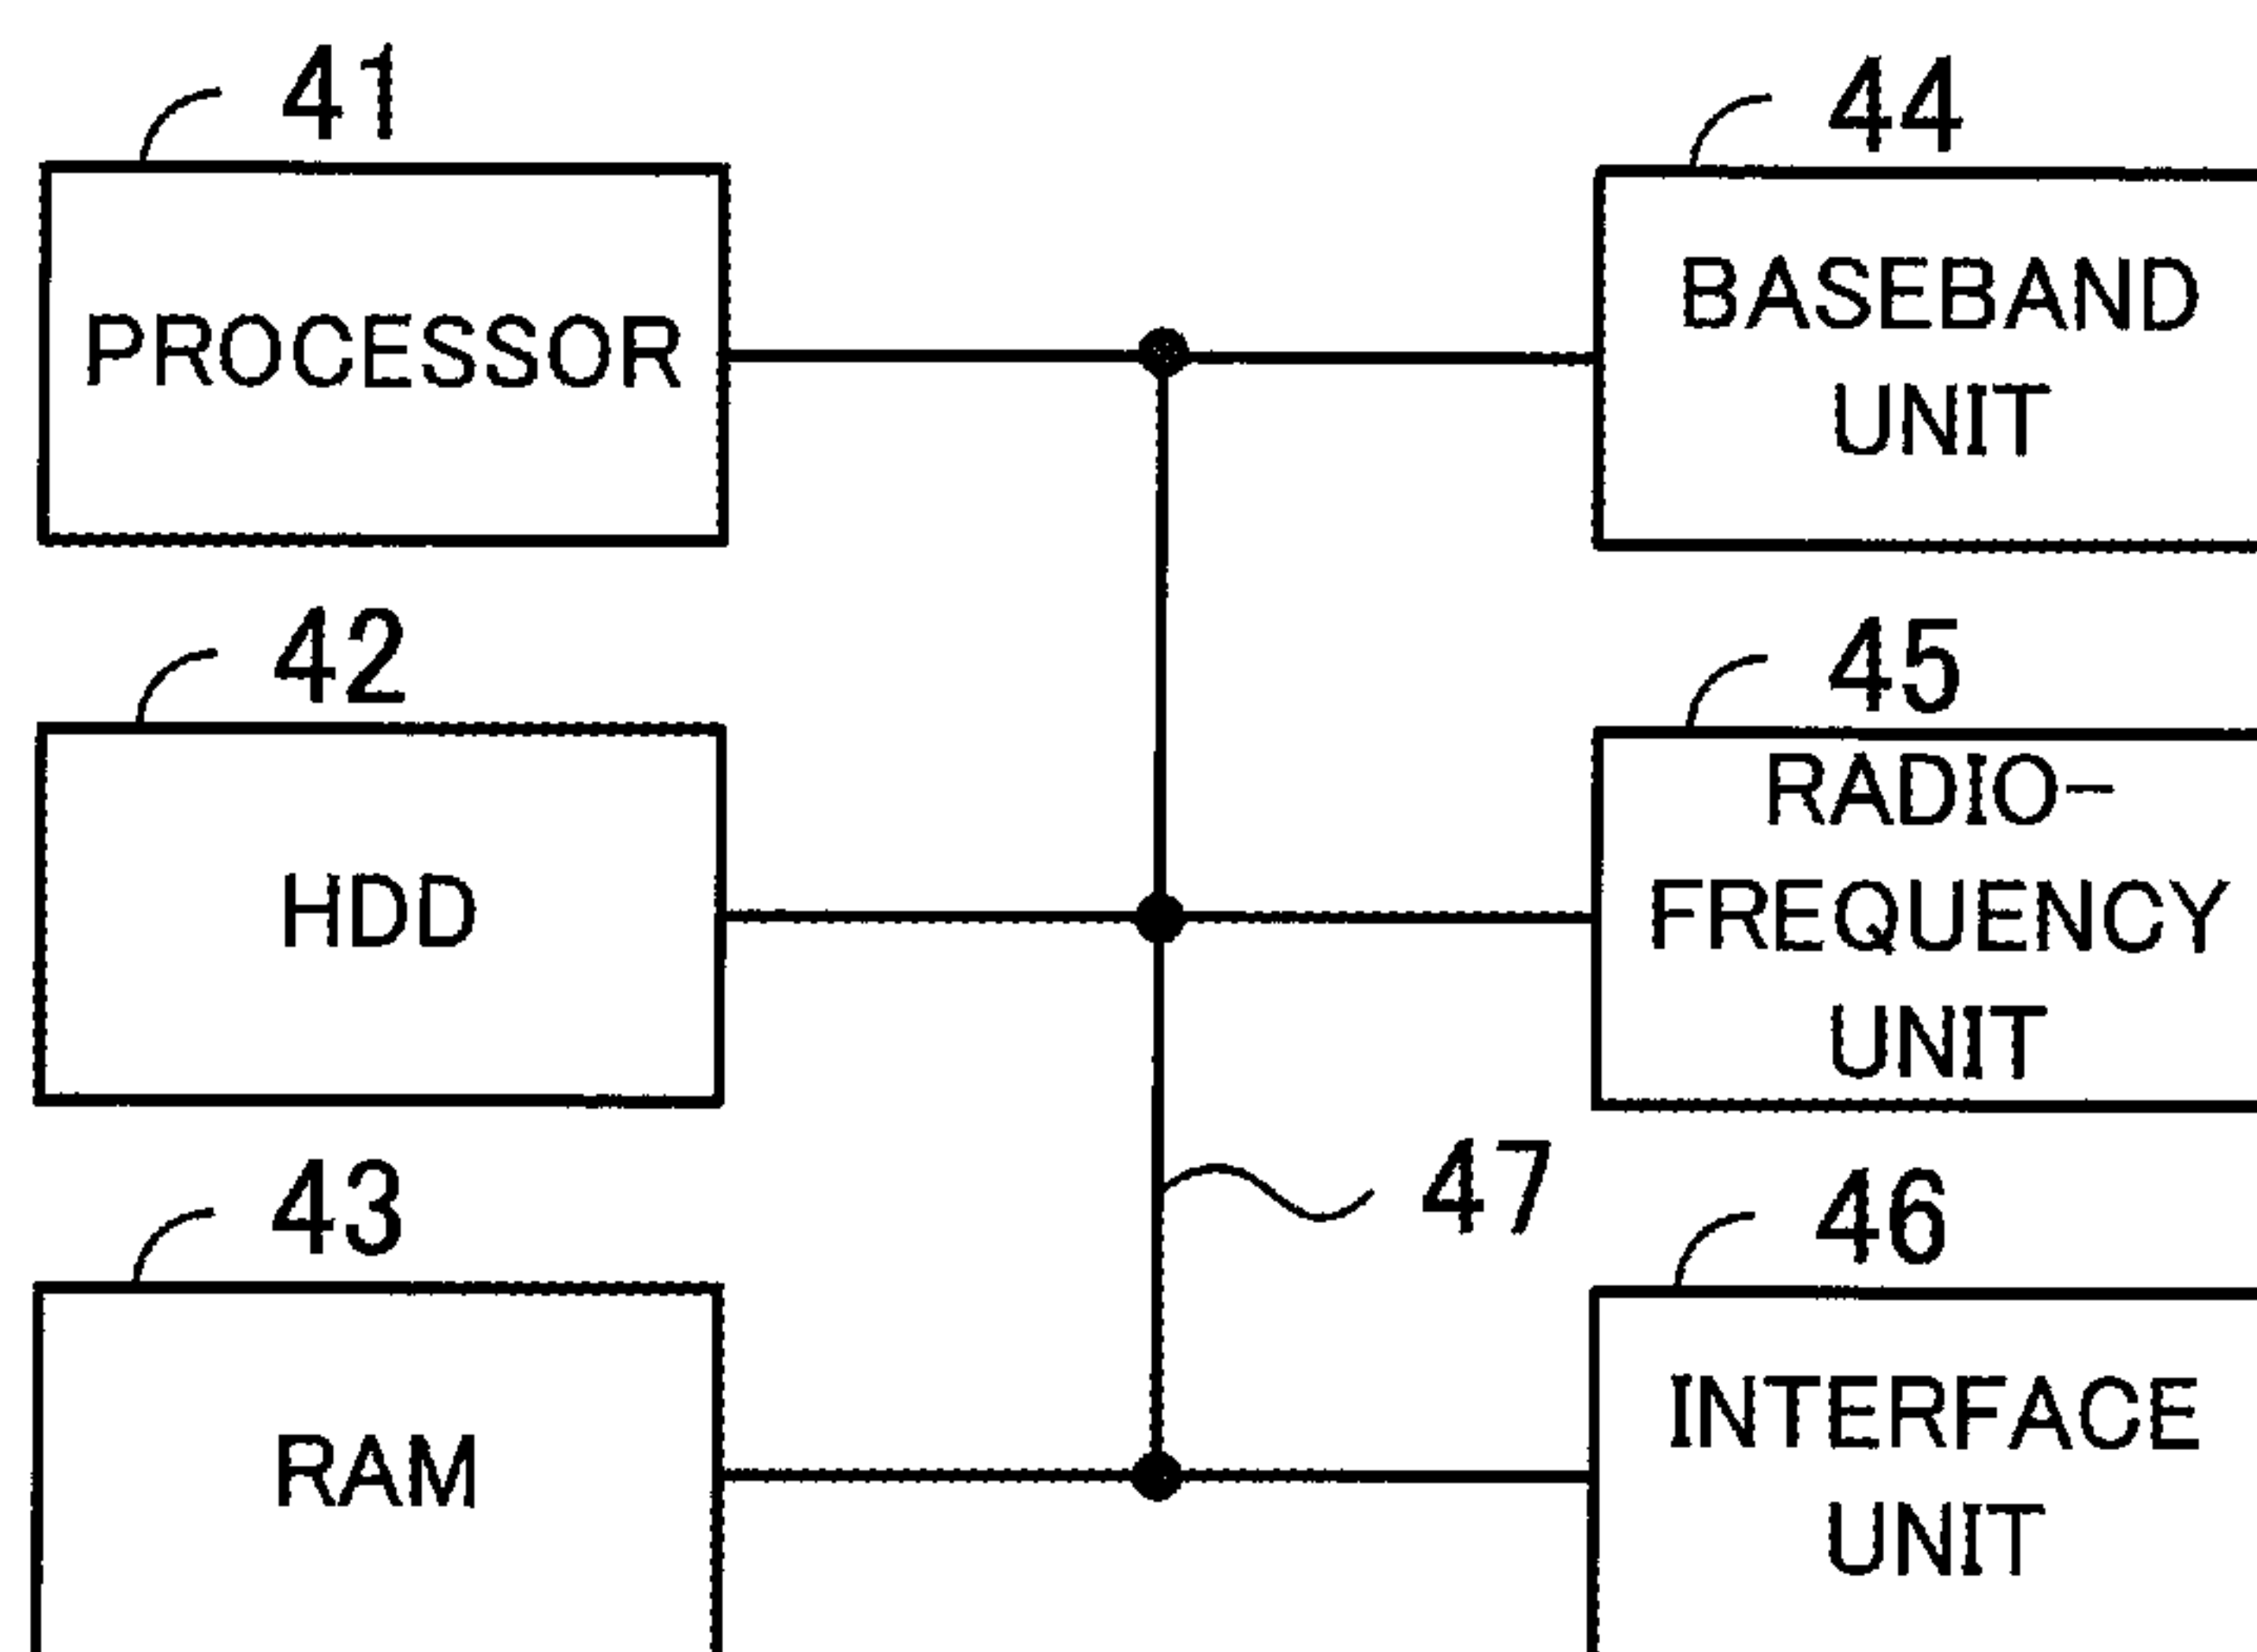 41
PROCESSOR
44
BASEBAND
UNIT
42
HDD
45
RADIO-
FREQUENCY
UNIT
43
RAM
47
46
INTERFACE
UNIT